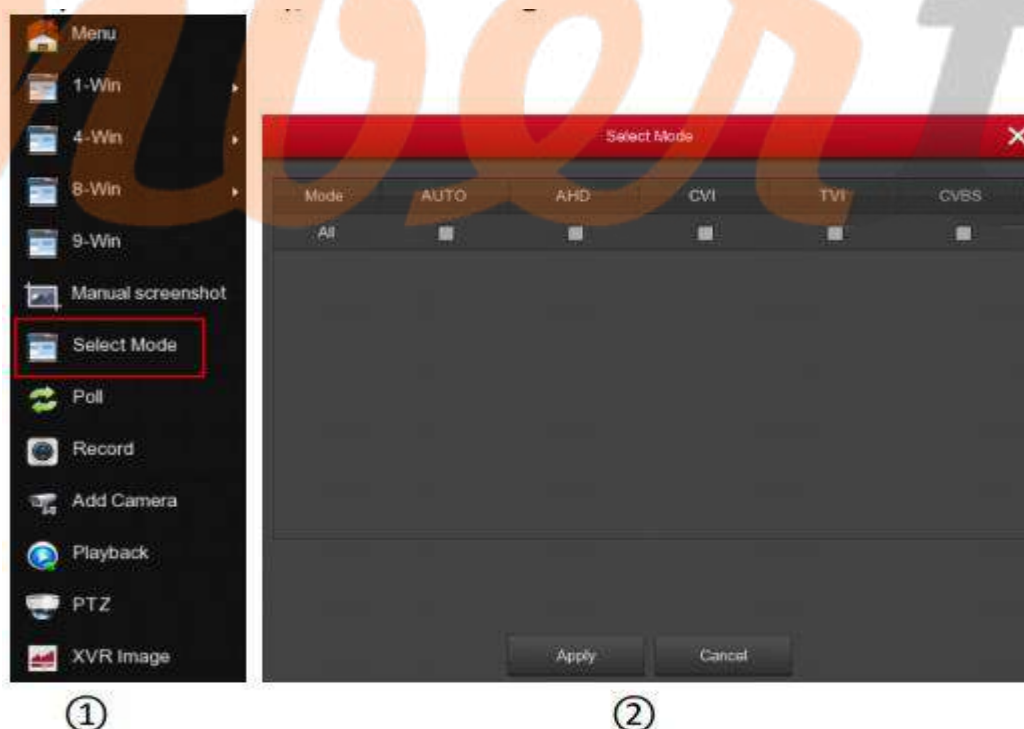 Menu
1-Win
4-Win
8-Win
9-Win
Manual screenshot
Select Mode
Poll
Record
Add Camera
Playback
PTZ
XVR Image
①
Select Mode
Mode AUTO AHD CVI TVI CVBS
All
Apply Cancel
②